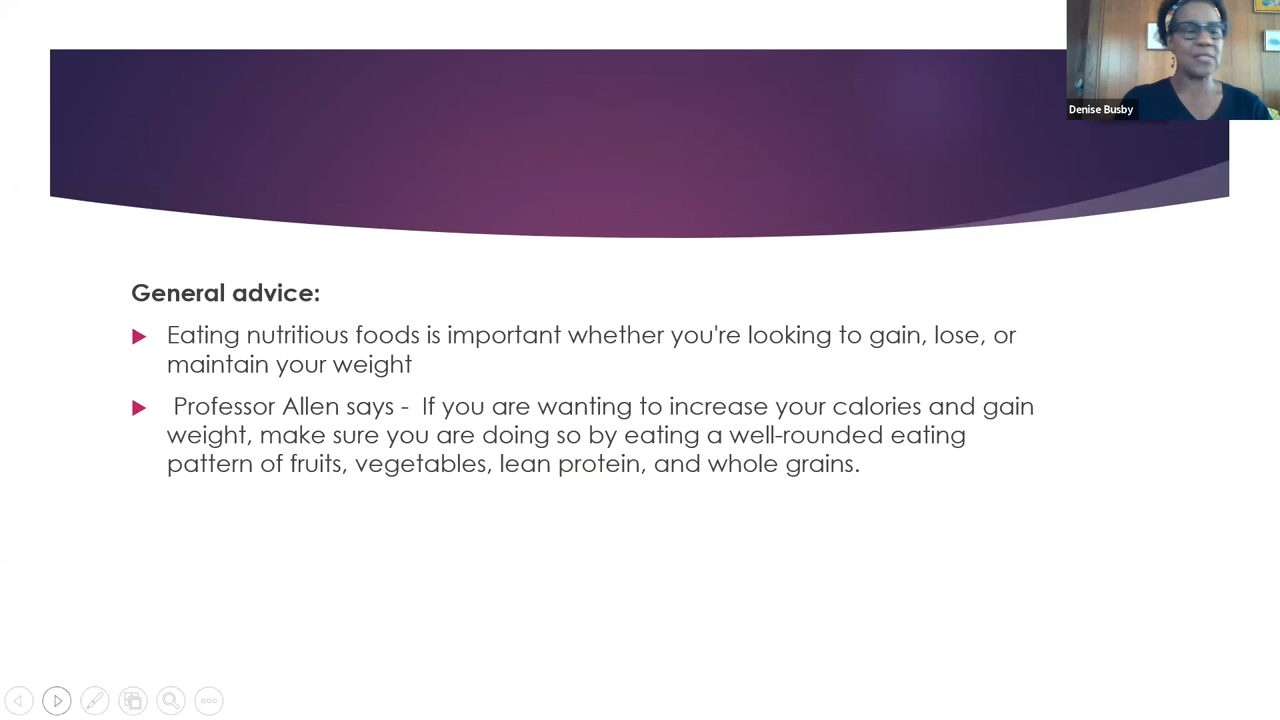 Denise Busby
General advice:
Eating nutritious foods is important whether you're looking to gain, lose, or
maintain your weight
Professor Allen says - If you are wanting to increase your calories and gain
weight, make sure you are doing so by eating a well-rounded eating
pattern of fruits, vegetables, lean protein, and whole grains.